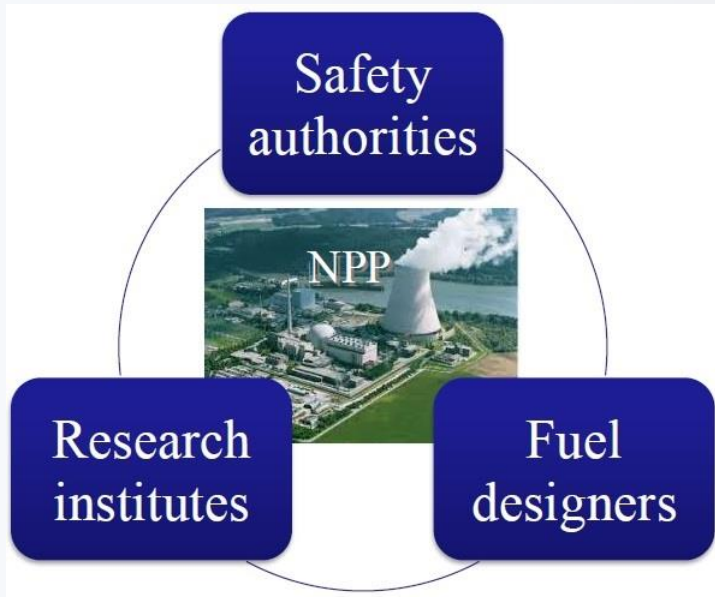 Safety
authorities
NPP
Research
institutes
Fuel
designers